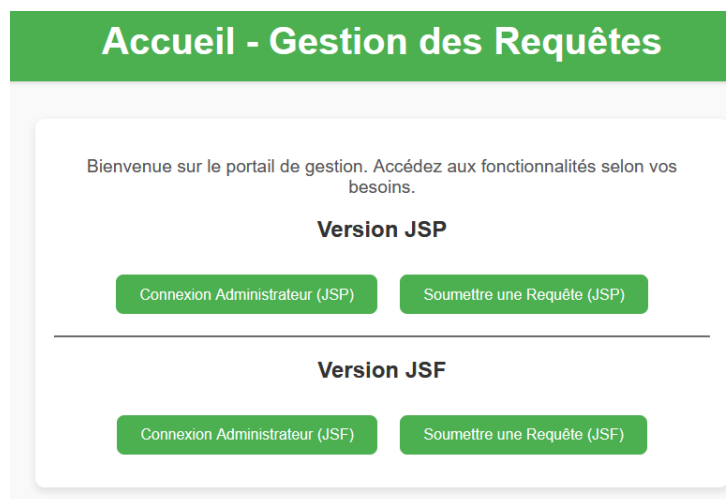 Accueil - Gestion des Requêtes
Bienvenue sur le portail de gestion. Accédez aux fonctionnalités selon vos
besoins.
Version JSP
Connexion Administrateur (JSP)
Soumettre une Requête (JSP)
Version JSF
Connexion Administrateur (JSF)
Soumettre une Requête (JSF)